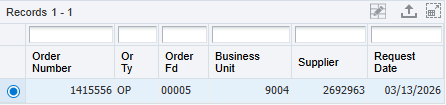 Records 1 - 1
Order Number Or Ty Order Fd Business Unit Supplier Request Date
1415556 OP 00005 9004 2692963 03/13/2026